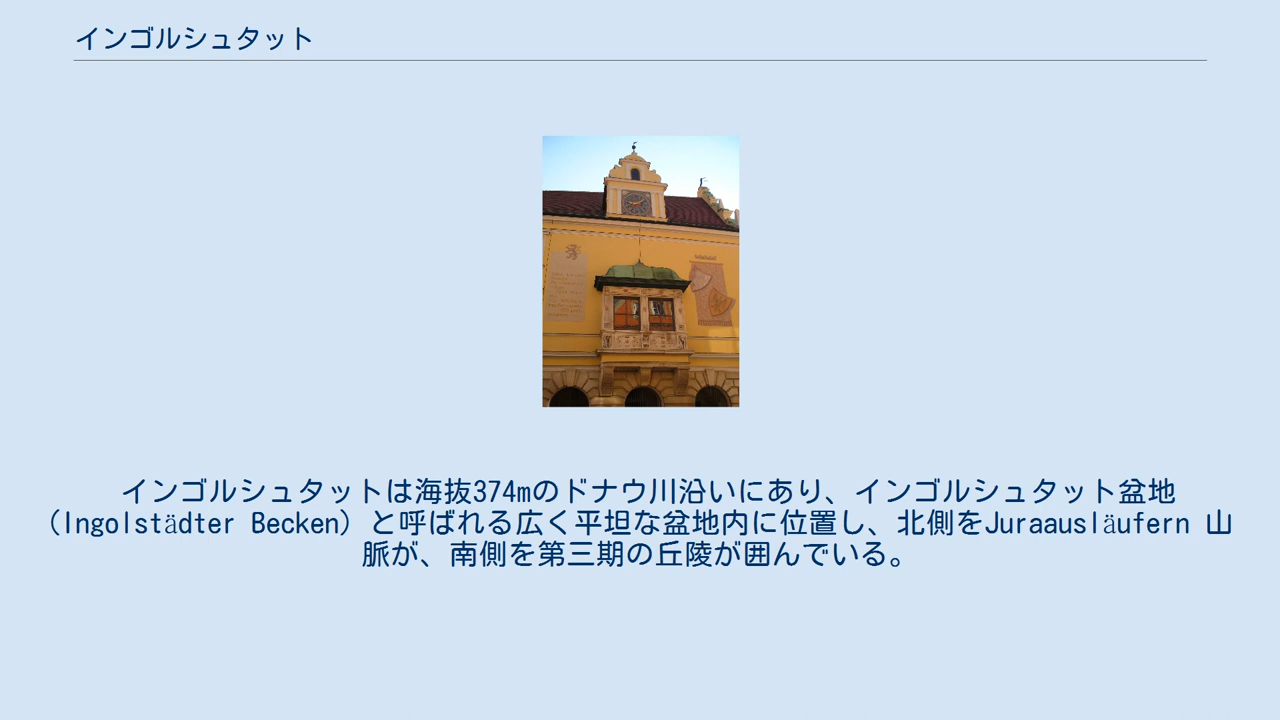 インゴルシュタット
インゴルシュタットは海抜374mのドナウ川沿いにあり、インゴルシュタット盆地
（Ingolstädter Becken）と呼ばれる広く平坦な盆地内に位置し、北側をJuraausläufern 山
脈が、南側を第三期の丘陵が囲んでいる。